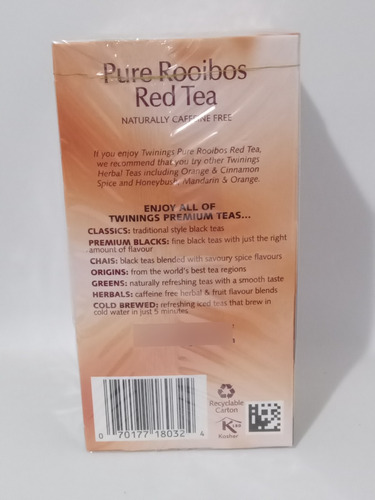 Pure Rooibos
Red Tea
NATURALLY CAFFEINE FREE
If you enjoy Twinings Pure Rooibos Red Tea,
we recommend that you try other Twinings
Herbal Teas including Orange & Cinnamon
Spice and Honeybush, Mandarin & Orange.
ENJOY ALL OF
TWININGS PREMIUM TEAS...
CLASSICS: traditional style black teas
PREMIUM BLACKS: fine black teas with just the right
amount of flavour
CHAIS: black teas blended with savoury spice flavours
ORIGINS: from the world's best tea regions
GREENS: naturally refreshing teas with a smooth taste
HERBALS: caffeine free herbal & fruit flavour blends
COLD BREWED: refreshing iced teas that brew in
cold water in just 5 minutes
Recyclable
Carton
K
Kosher
0 70177 18032 4